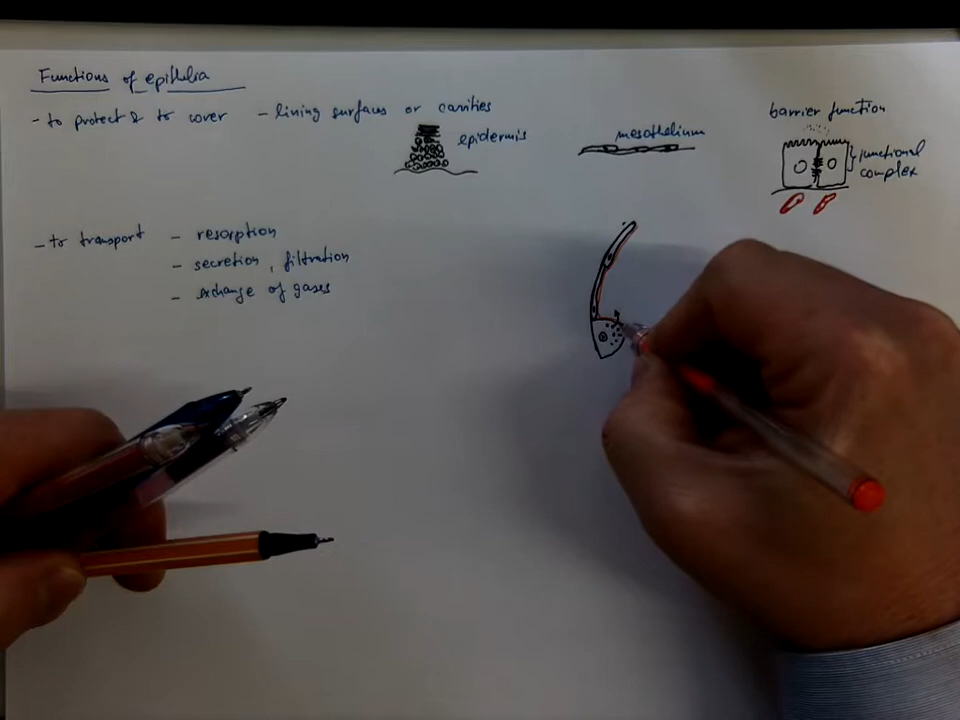 Functions of epithelia
- to protect & to cover - lining surfaces or cavities
epidermis
mesothelium
barrier function
junctional
complex
- to transport - resorption
- secretion, filtration
- exchange of gases